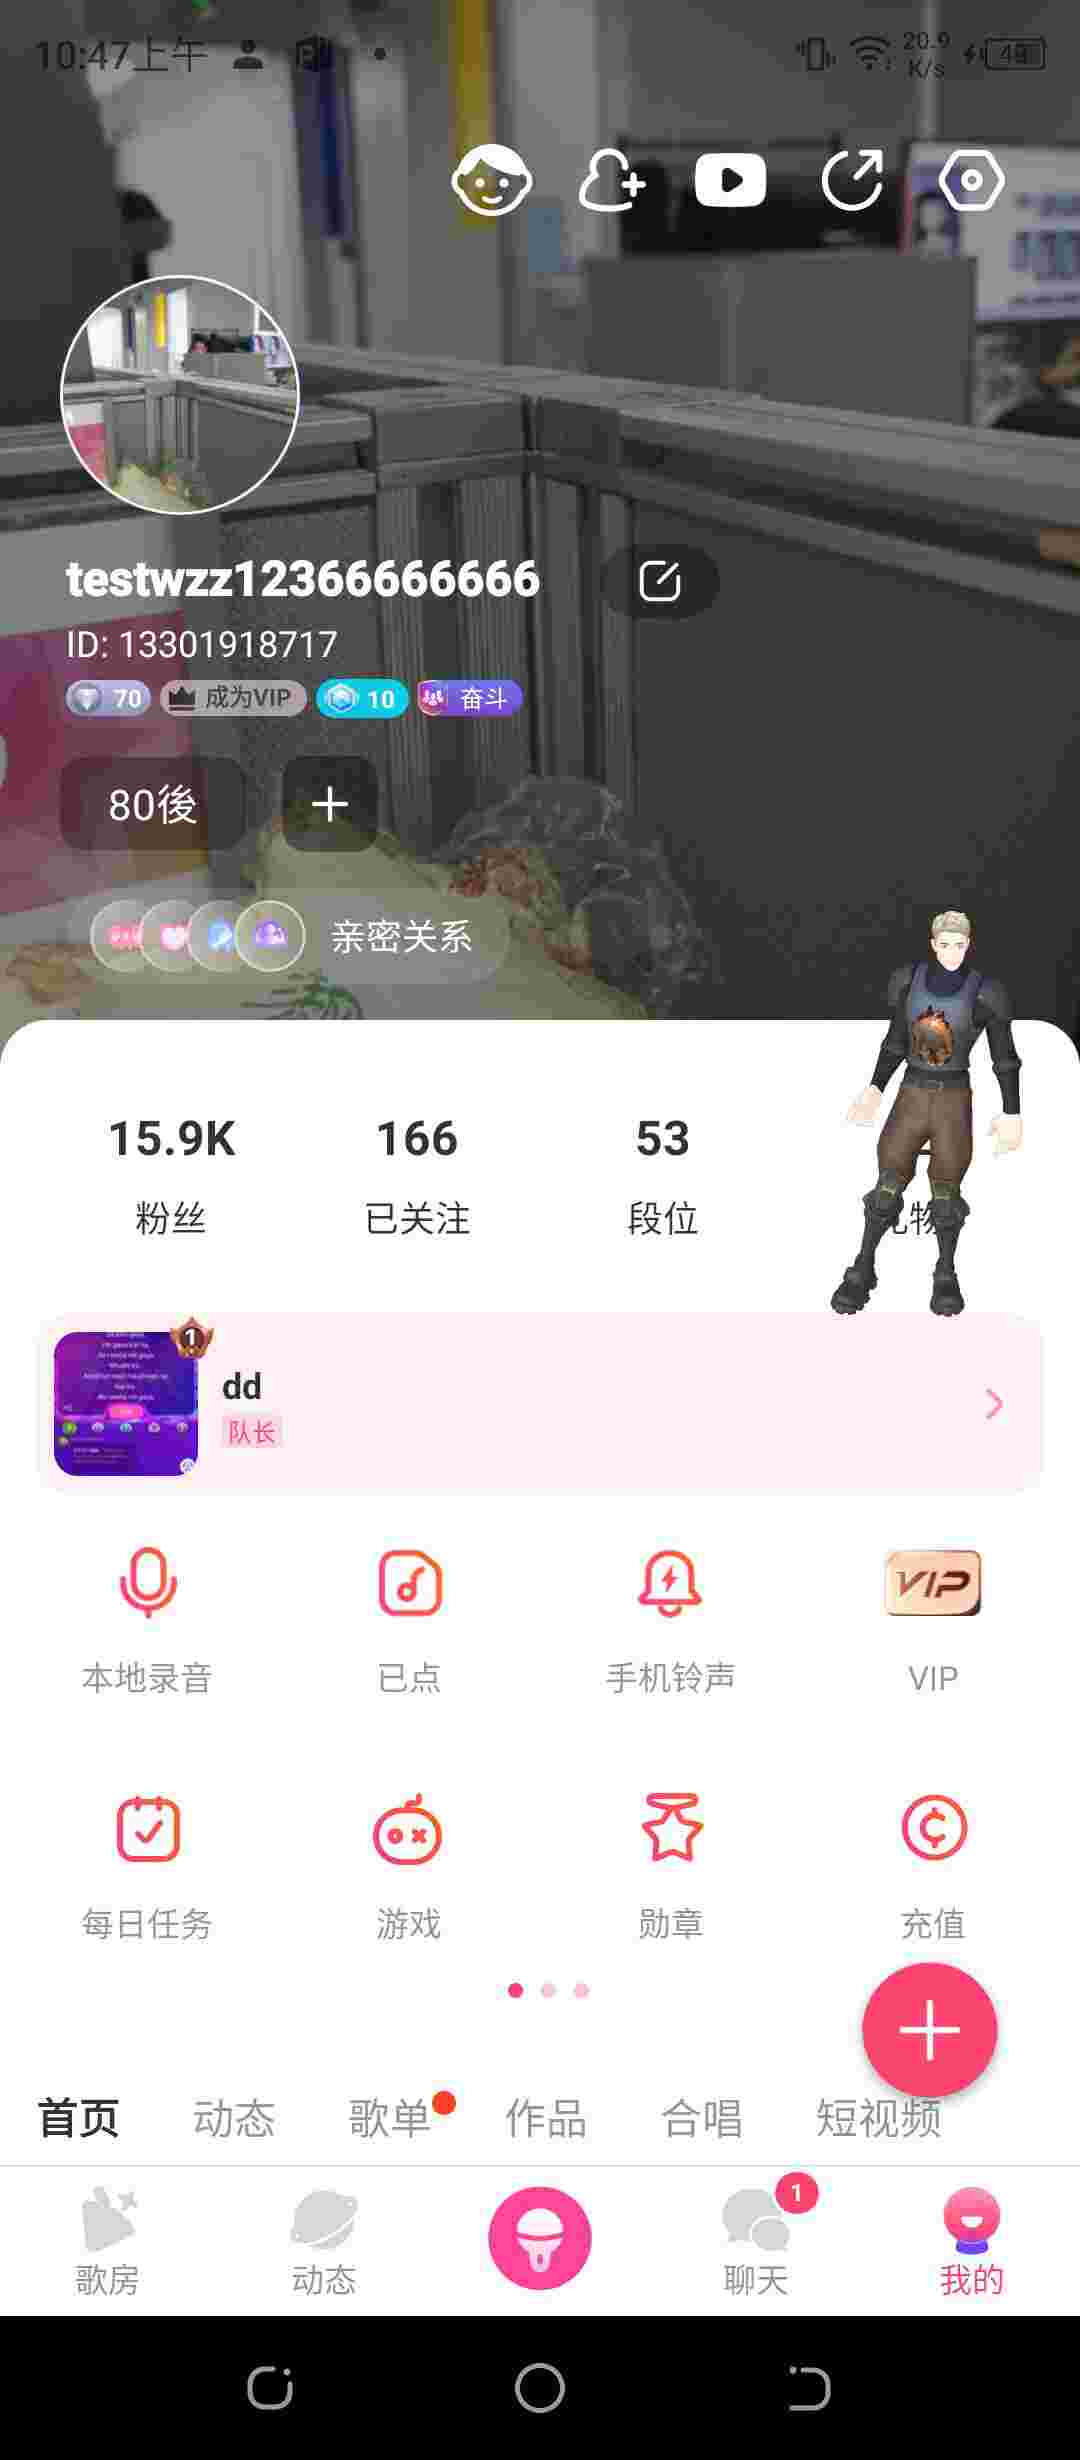 10:47上午
20.9
K/s
49
testwzz12366666666
ID: 13301918717
70
成为VIP
10
奋斗
80後
亲密关系
15.9K
166
53
粉丝
已关注
段位
礼物
1
dd
队长
本地录音
已点
手机铃声
VIP
VIP
每日任务
游戏
勋章
充值
首页
动态
歌单
作品
合唱
短视频
1
歌房
动态
聊天
我的